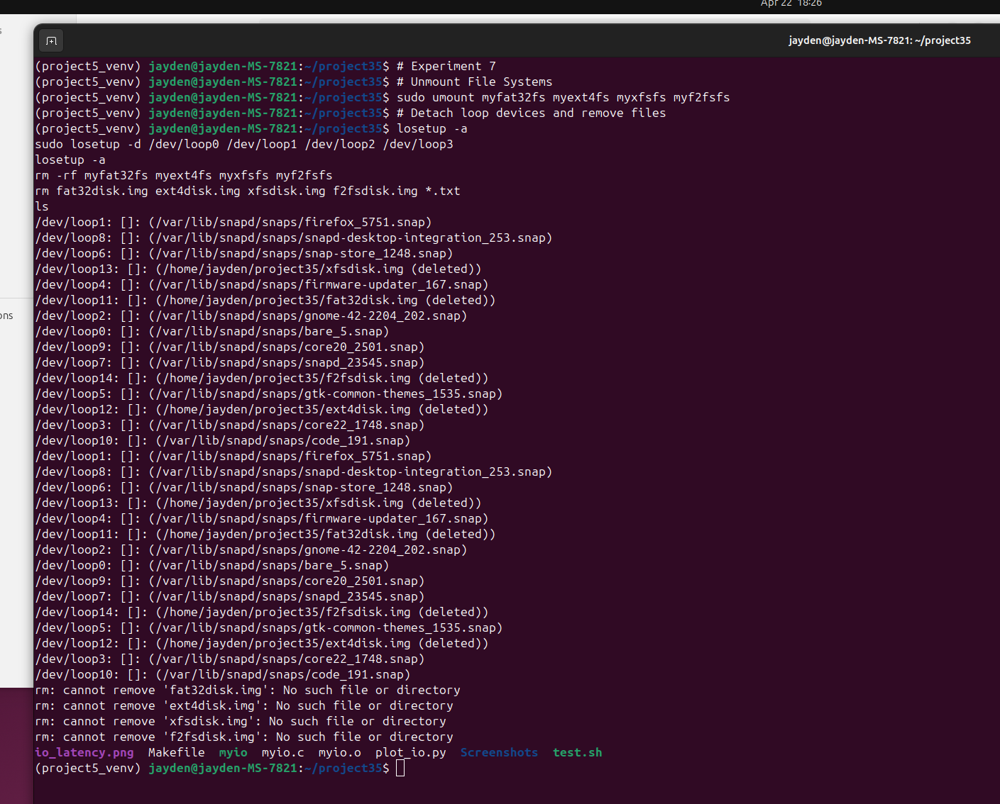 Apr 22 18:26
jayden@jayden-MS-7821: ~/project35
ons
(project5_venv) jayden@jayden-MS-7821:~/project35$ # Experiment 7
(project5_venv) jayden@jayden-MS-7821:~/project35$ # Unmount File Systems
(project5_venv) jayden@jayden-MS-7821:~/project35$ sudo umount myfat32fs myext4fs myxfsfs myf2fsfs
(project5_venv) jayden@jayden-MS-7821:~/project35$ # Detach loop devices and remove files
(project5_venv) jayden@jayden-MS-7821:~/project35$ losetup -a
sudo losetup -d /dev/loop0 /dev/loop1 /dev/loop2 /dev/loop3
losetup -a
rm -rf myfat32fs myext4fs myxfsfs myf2fsfs
rm fat32disk.img ext4disk.img xfsdisk.img f2fsdisk.img *.txt
ls
/dev/loop1: []: (/var/lib/snapd/snaps/firefox_5751.snap)
/dev/loop8: []: (/var/lib/snapd/snaps/snapd-desktop-integration_253.snap)
/dev/loop6: []: (/var/lib/snapd/snaps/snap-store_1248.snap)
/dev/loop13: []: (/home/jayden/project35/xfsdisk.img (deleted))
/dev/loop4: []: (/var/lib/snapd/snaps/firmware-updater_167.snap)
/dev/loop11: []: (/home/jayden/project35/fat32disk.img (deleted))
/dev/loop2: []: (/var/lib/snapd/snaps/gnome-42-2204_202.snap)
/dev/loop0: []: (/var/lib/snapd/snaps/bare_5.snap)
/dev/loop9: []: (/var/lib/snapd/snaps/core20_2501.snap)
/dev/loop7: []: (/var/lib/snapd/snaps/snapd_23545.snap)
/dev/loop14: []: (/home/jayden/project35/f2fsdisk.img (deleted))
/dev/loop5: []: (/var/lib/snapd/snaps/gtk-common-themes_1535.snap)
/dev/loop12: []: (/home/jayden/project35/ext4disk.img (deleted))
/dev/loop3: []: (/var/lib/snapd/snaps/core22_1748.snap)
/dev/loop10: []: (/var/lib/snapd/snaps/code_191.snap)
/dev/loop1: []: (/var/lib/snapd/snaps/firefox_5751.snap)
/dev/loop8: []: (/var/lib/snapd/snaps/snapd-desktop-integration_253.snap)
/dev/loop6: []: (/var/lib/snapd/snaps/snap-store_1248.snap)
/dev/loop13: []: (/home/jayden/project35/xfsdisk.img (deleted))
/dev/loop4: []: (/var/lib/snapd/snaps/firmware-updater_167.snap)
/dev/loop11: []: (/home/jayden/project35/fat32disk.img (deleted))
/dev/loop2: []: (/var/lib/snapd/snaps/gnome-42-2204_202.snap)
/dev/loop0: []: (/var/lib/snapd/snaps/bare_5.snap)
/dev/loop9: []: (/var/lib/snapd/snaps/core20_2501.snap)
/dev/loop7: []: (/var/lib/snapd/snaps/snapd_23545.snap)
/dev/loop14: []: (/home/jayden/project35/f2fsdisk.img (deleted))
/dev/loop5: []: (/var/lib/snapd/snaps/gtk-common-themes_1535.snap)
/dev/loop12: []: (/home/jayden/project35/ext4disk.img (deleted))
/dev/loop3: []: (/var/lib/snapd/snaps/core22_1748.snap)
/dev/loop10: []: (/var/lib/snapd/snaps/code_191.snap)
rm: cannot remove 'fat32disk.img': No such file or directory
rm: cannot remove 'ext4disk.img': No such file or directory
rm: cannot remove 'xfsdisk.img': No such file or directory
rm: cannot remove 'f2fsdisk.img': No such file or directory
io_latency.png  Makefile  myio  myio.c  myio.o  plot_io.py  Screenshots  test.sh
(project5_venv) jayden@jayden-MS-7821:~/project35$